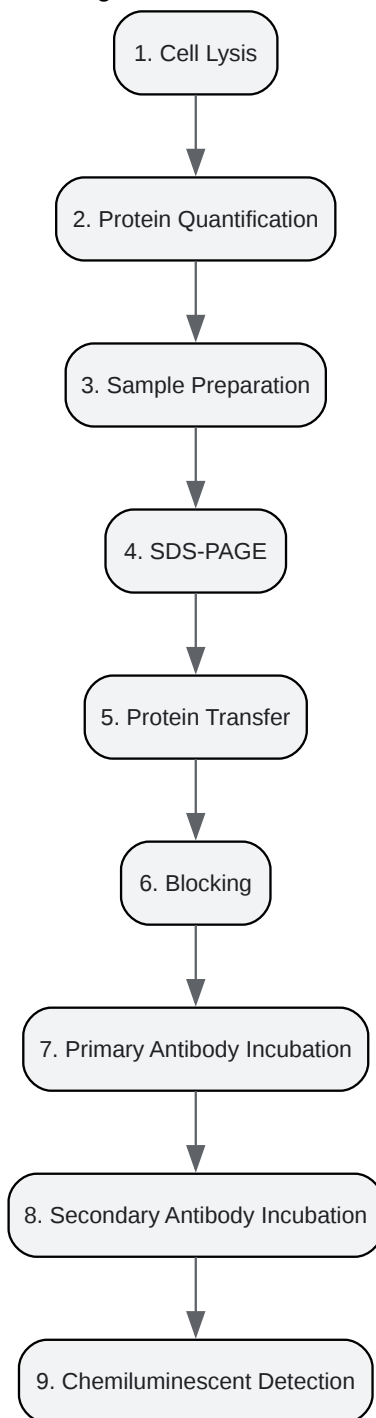 1. Cell Lysis
2. Protein Quantification
3. Sample Preparation
4. SDS-PAGE
5. Protein Transfer
6. Blocking
7. Primary Antibody Incubation
8. Secondary Antibody Incubation
9. Chemiluminescent Detection